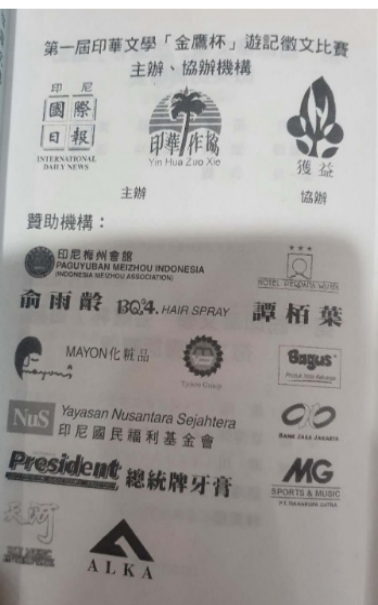 第一屆印華文學「金鷹杯」遊記徵文比賽
主辦、協辦機構
印 尼
國際
日報
INTERNATIONAL
DAILY NEWS
印華作協
Yin Hua Zuo Xie
獲益
主辦
協辦
贊助機構：
印尼梅州會館
PAGUYUBAN MEIZHOU INDONESIA
(INDONESIA MEIZHOU ASSOCIATION)
俞雨齡
HAIR SPRAY
譚栢葉
Mayon's
MAYON化粧品
Bagus
NuS
Yayasan Nusantara Sejahtera
印尼國民福利基金會
BANK JASA JAKARTA
President 總統牌牙膏
MG
SPORTS & MUSIC
天河
ALKA